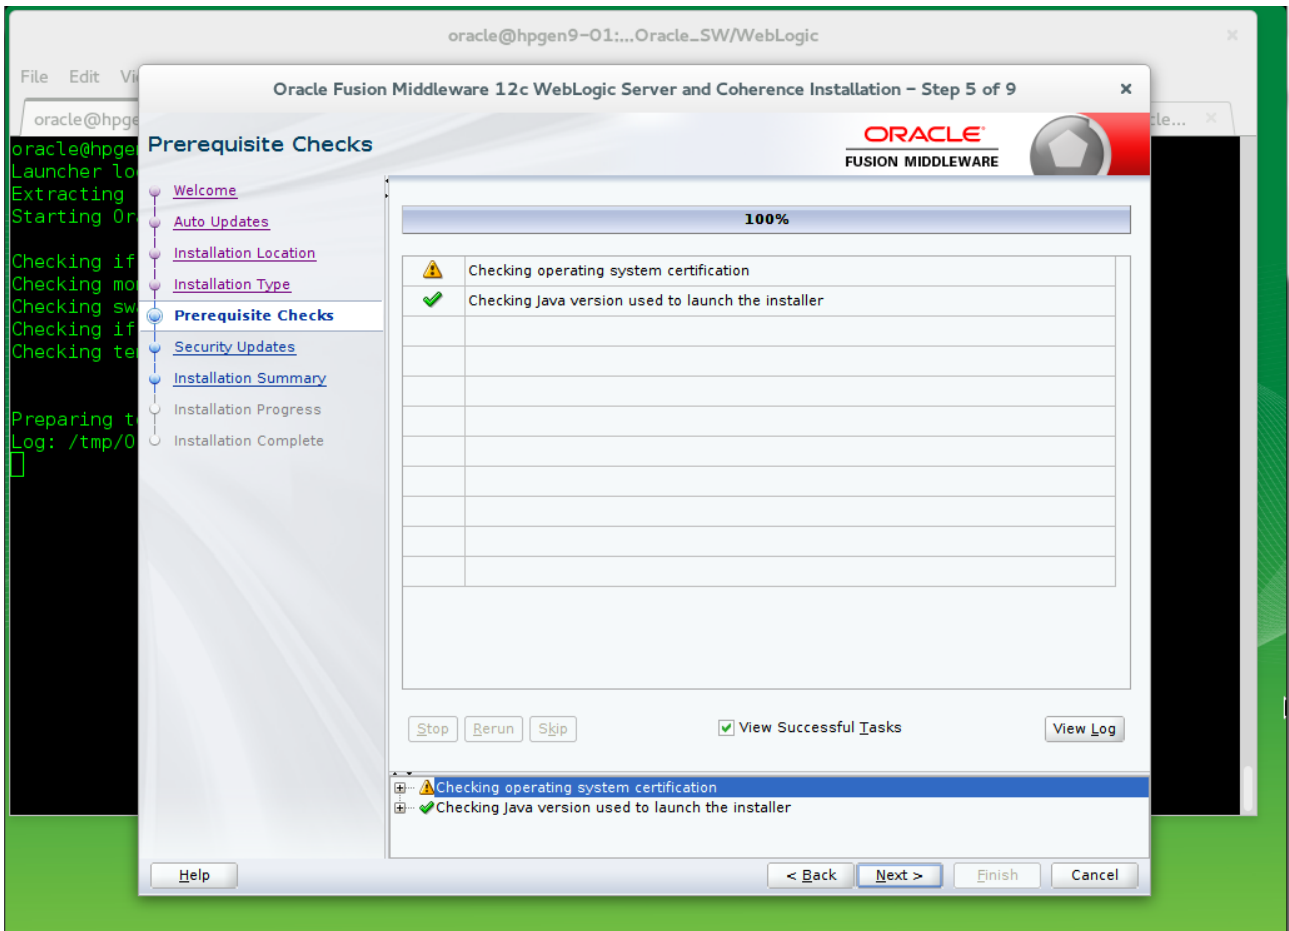 oracle@hpgen9-01:...Oracle_SW/WebLogic
File Edit Vi
oracle@hpge
cle...
oracle@hpge
Launcher lo
Extracting
Starting Or
Checking if
Checking mo
Checking sw
Checking if
Checking te
Preparing t
Log: /tmp/O
Oracle Fusion Middleware 12c WebLogic Server and Coherence Installation - Step 5 of 9
Prerequisite Checks
ORACLE
FUSION MIDDLEWARE
Welcome
Auto Updates
Installation Location
Installation Type
Prerequisite Checks
Security Updates
Installation Summary
Installation Progress
Installation Complete
100%
Checking operating system certification
Checking Java version used to launch the installer
Stop Rerun Skip View Successful Tasks View Log
Checking operating system certification
Checking Java version used to launch the installer
Help < Back Next > Finish Cancel